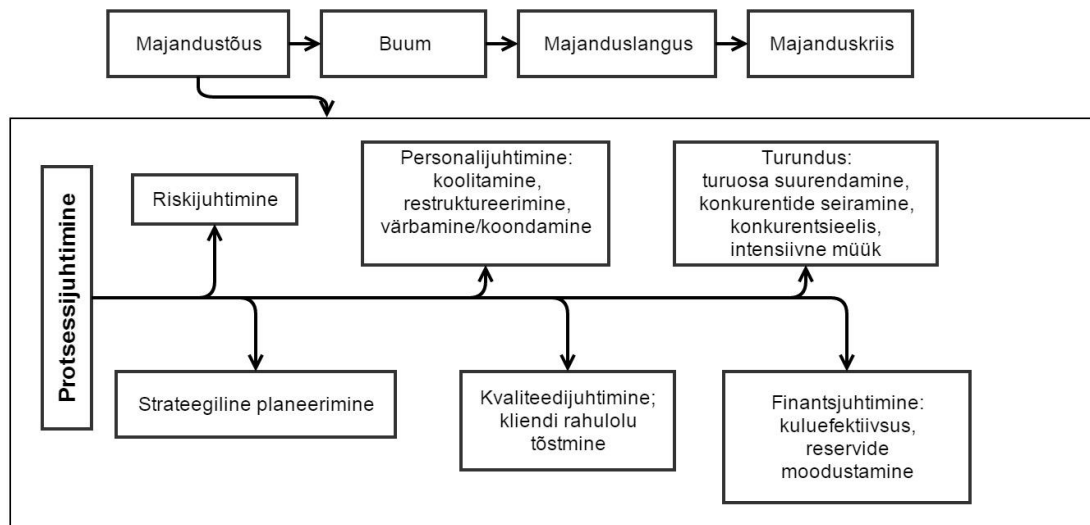 Majandustõus
Buum
Majanduslangus
Majanduskriis
Protsessijuhtimine
Riskijuhtimine
Personalijuhtimine:
koolitamine,
restruktureerimine,
värbamine/koondamine
Turundus:
turuosa suurendamine,
konkurentide seiramine,
konkurentsieelis,
intensiivne müük
Strateegiline planeerimine
Kvaliteedijuhtimine;
kliendi rahulolu
tõstmine
Finantsjuhtimine:
kuluefektiivsus,
reservide
moodustamine